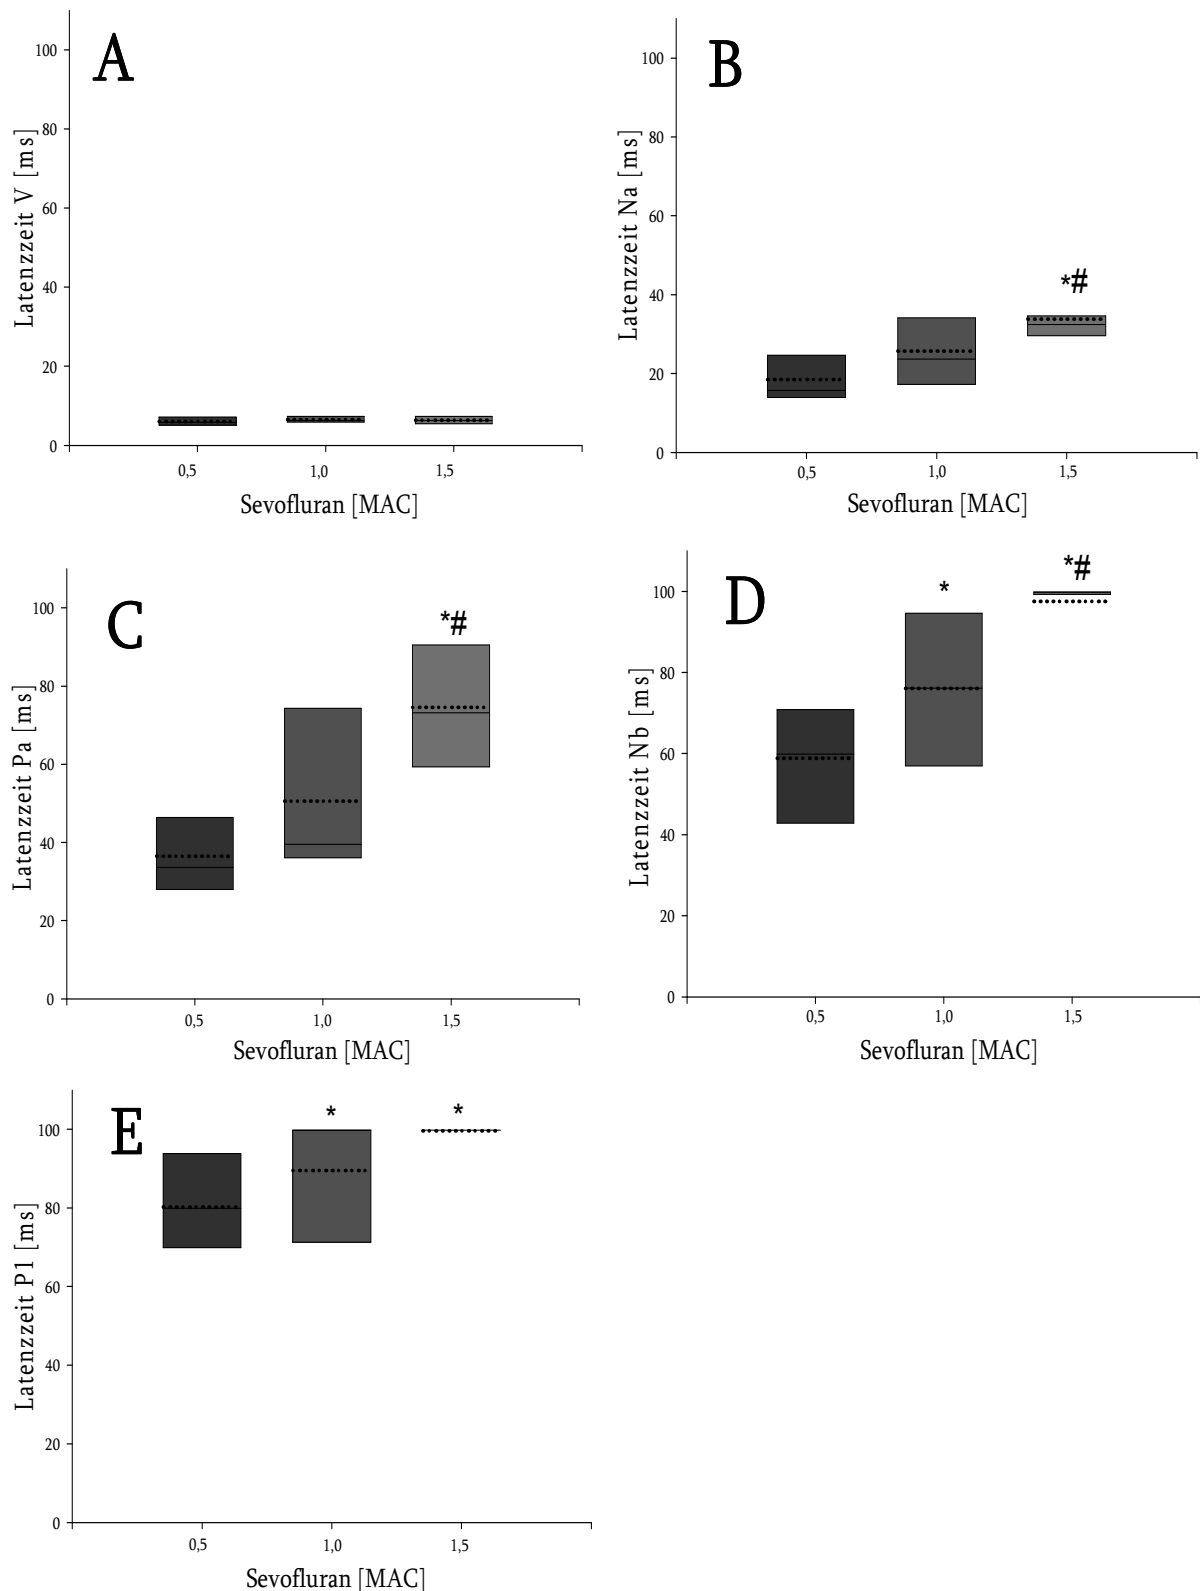 A
Latenzzeit V [ms]
100
80
60
40
20
0
0,5 1,0 1,5
Sevofluran [MAC]
B
Latenzzeit Na [ms]
100
80
60
40
20
0
*#
0,5 1,0 1,5
Sevofluran [MAC]
C
Latenzzeit Pa [ms]
100
80
60
40
20
0
*#
0,5 1,0 1,5
Sevofluran [MAC]
D
Latenzzeit Nb [ms]
100
80
60
40
20
0
* *#
0,5 1,0 1,5
Sevofluran [MAC]
E
Latenzzeit P1 [ms]
100
80
60
40
20
0
* *
0,5 1,0 1,5
Sevofluran [MAC]